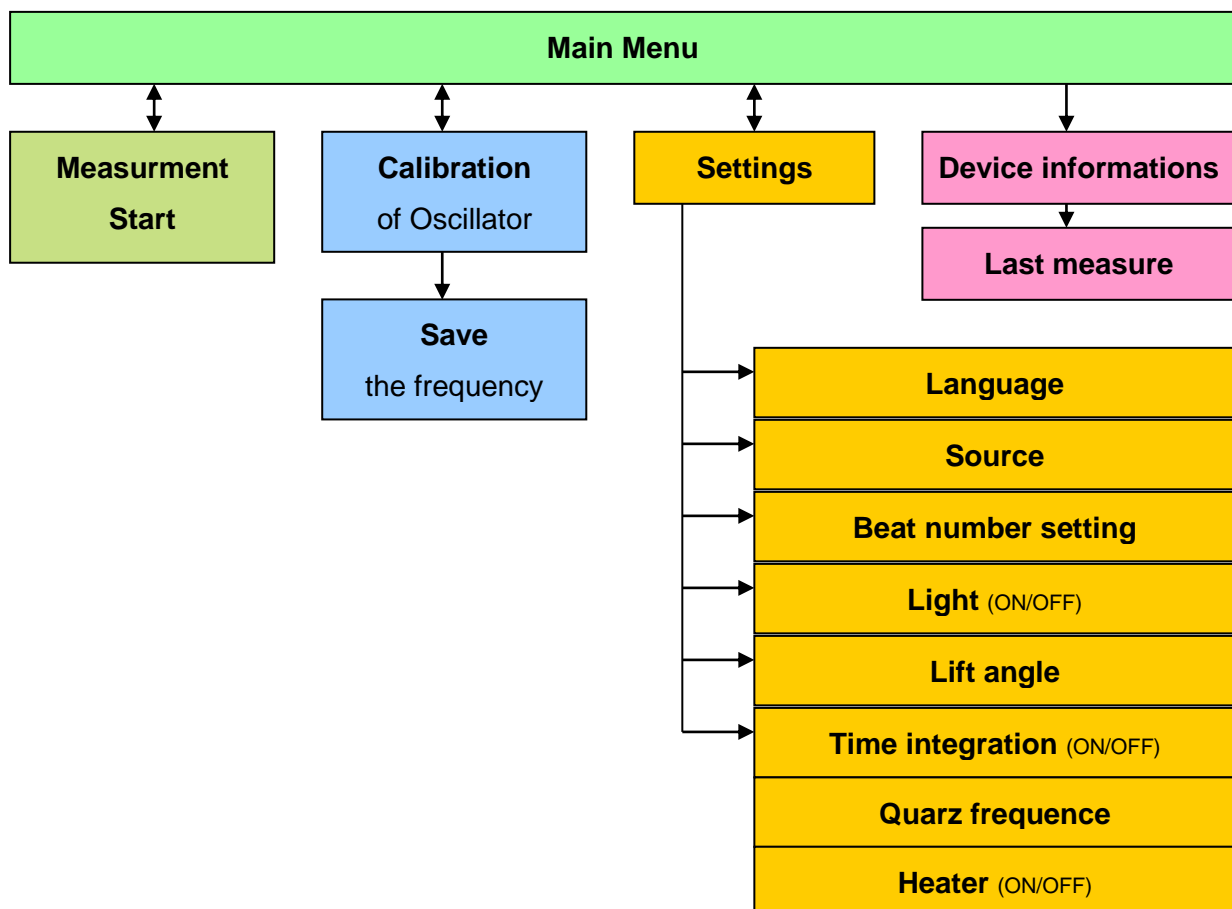 Main Menu
Measurment
Start
Calibration
of Oscillator
Settings
Device informations
Last measure
Save
the frequency
Language
Source
Beat number setting
Light (ON/OFF)
Lift angle
Time integration (ON/OFF)
Quarz frequence
Heater (ON/OFF)